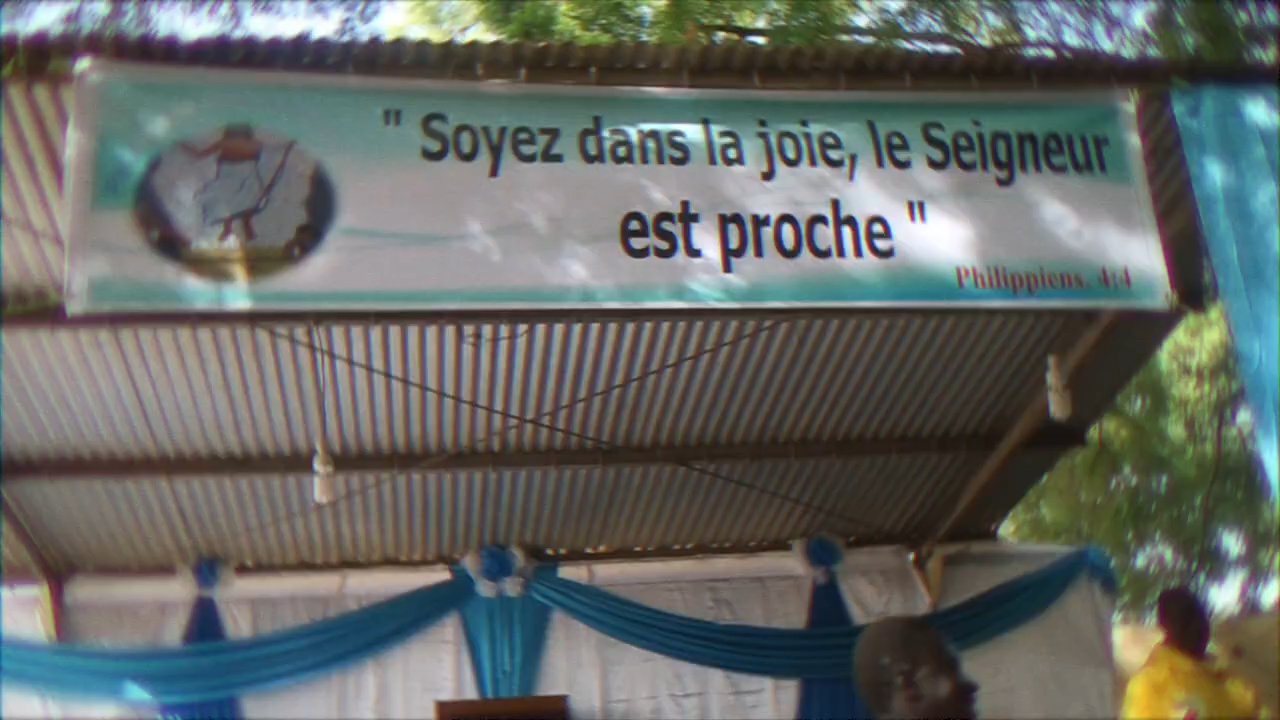 " Soyez dans la joie, le Seigneur
est proche "
Philippiens. 4:4